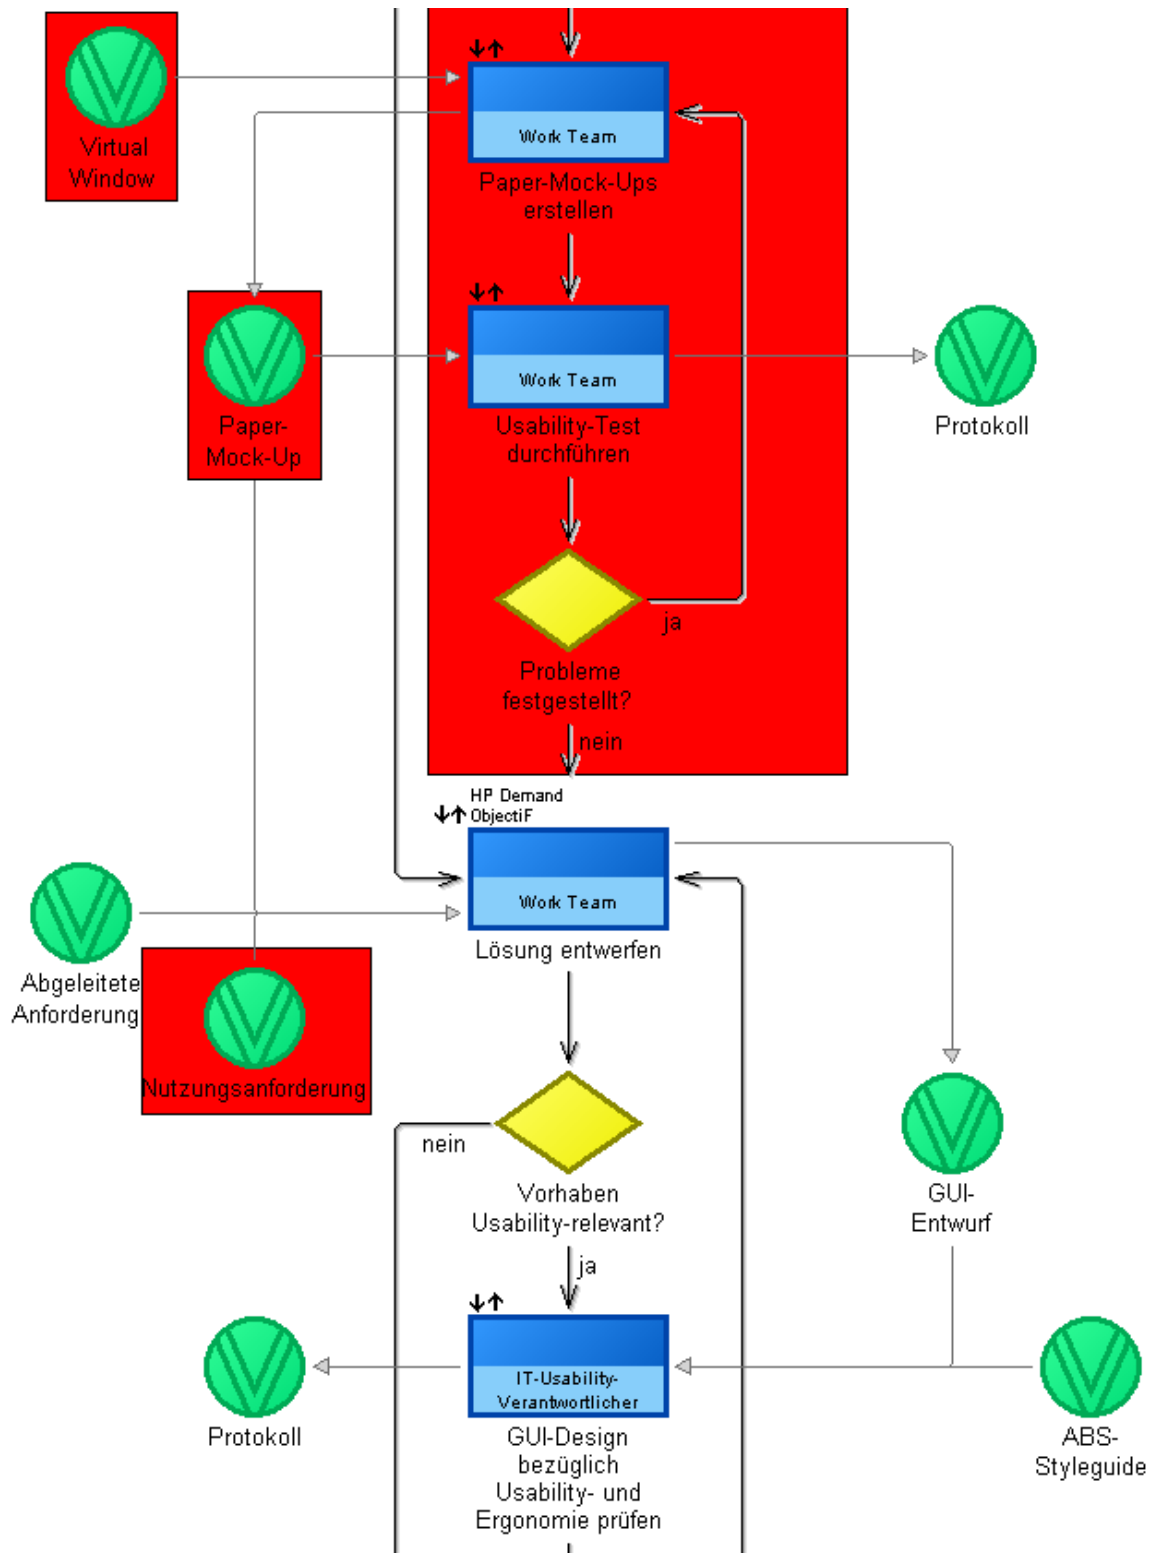 Virtual
Window
Work Team
Paper-Mock-Ups
erstellen
Paper-
Mock-Up
Work Team
Usability-Test
durchführen
Protokoll
ja
Probleme
festgestellt?
nein
HP Demand
ObjectiF
Work Team
Lösung entwerfen
Abgeleitete
Anforderung
Nutzungsanforderung
nein
Vorhaben
Usability-relevant?
ja
GUI-
Entwurf
IT-Usability-
Verantwortlicher
GUI-Design
bezüglich
Usability- und
Ergonomie prüfen
Protokoll
ABS-
Styleguide